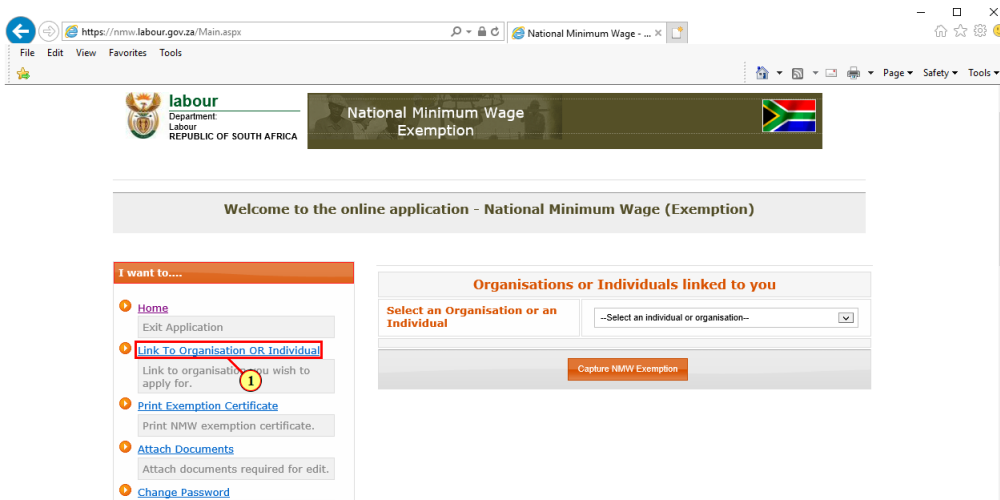 https://nmw.labour.gov.za/Main.aspx
National Minimum Wage - ...
File Edit View Favorites Tools
Page Safety Tools
labour
Department:
Labour
REPUBLIC OF SOUTH AFRICA
National Minimum Wage
Exemption
Welcome to the online application - National Minimum Wage (Exemption)
I want to....
Home
Exit Application
Link To Organisation OR Individual
Link to organisation you wish to
apply for.
1
Print Exemption Certificate
Print NMW exemption certificate.
Attach Documents
Attach documents required for edit.
Change Password
Organisations or Individuals linked to you
Select an Organisation or an
Individual
--Select an individual or organisation--
Capture NMW Exemption